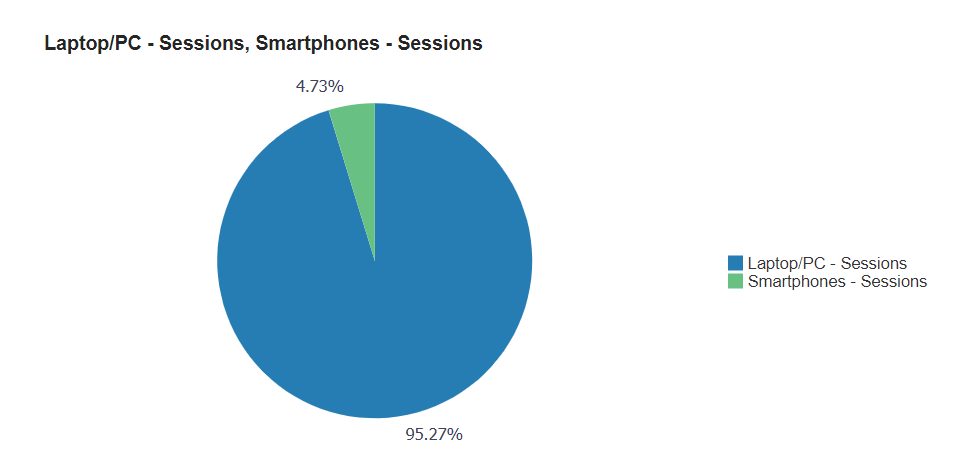 Laptop/PC - Sessions, Smartphones - Sessions
4.73%
Laptop/PC - Sessions
Smartphones - Sessions
95.27%